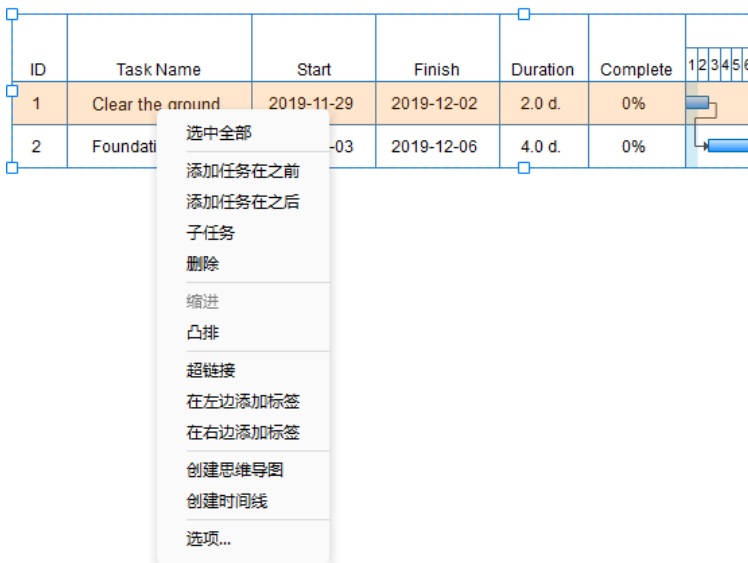 ID Task Name Start Finish Duration Complete 1 2 3 4 5 6
1 Clear the ground 2019-11-29 2019-12-02 2.0 d. 0%
2 -03 2019-12-06 4.0 d. 0%
选中全部
添加任务在之前
添加任务在之后
子任务
删除
缩进
凸排
超链接
在左边添加标签
在右边添加标签
创建思维导图
创建时间线
选项...